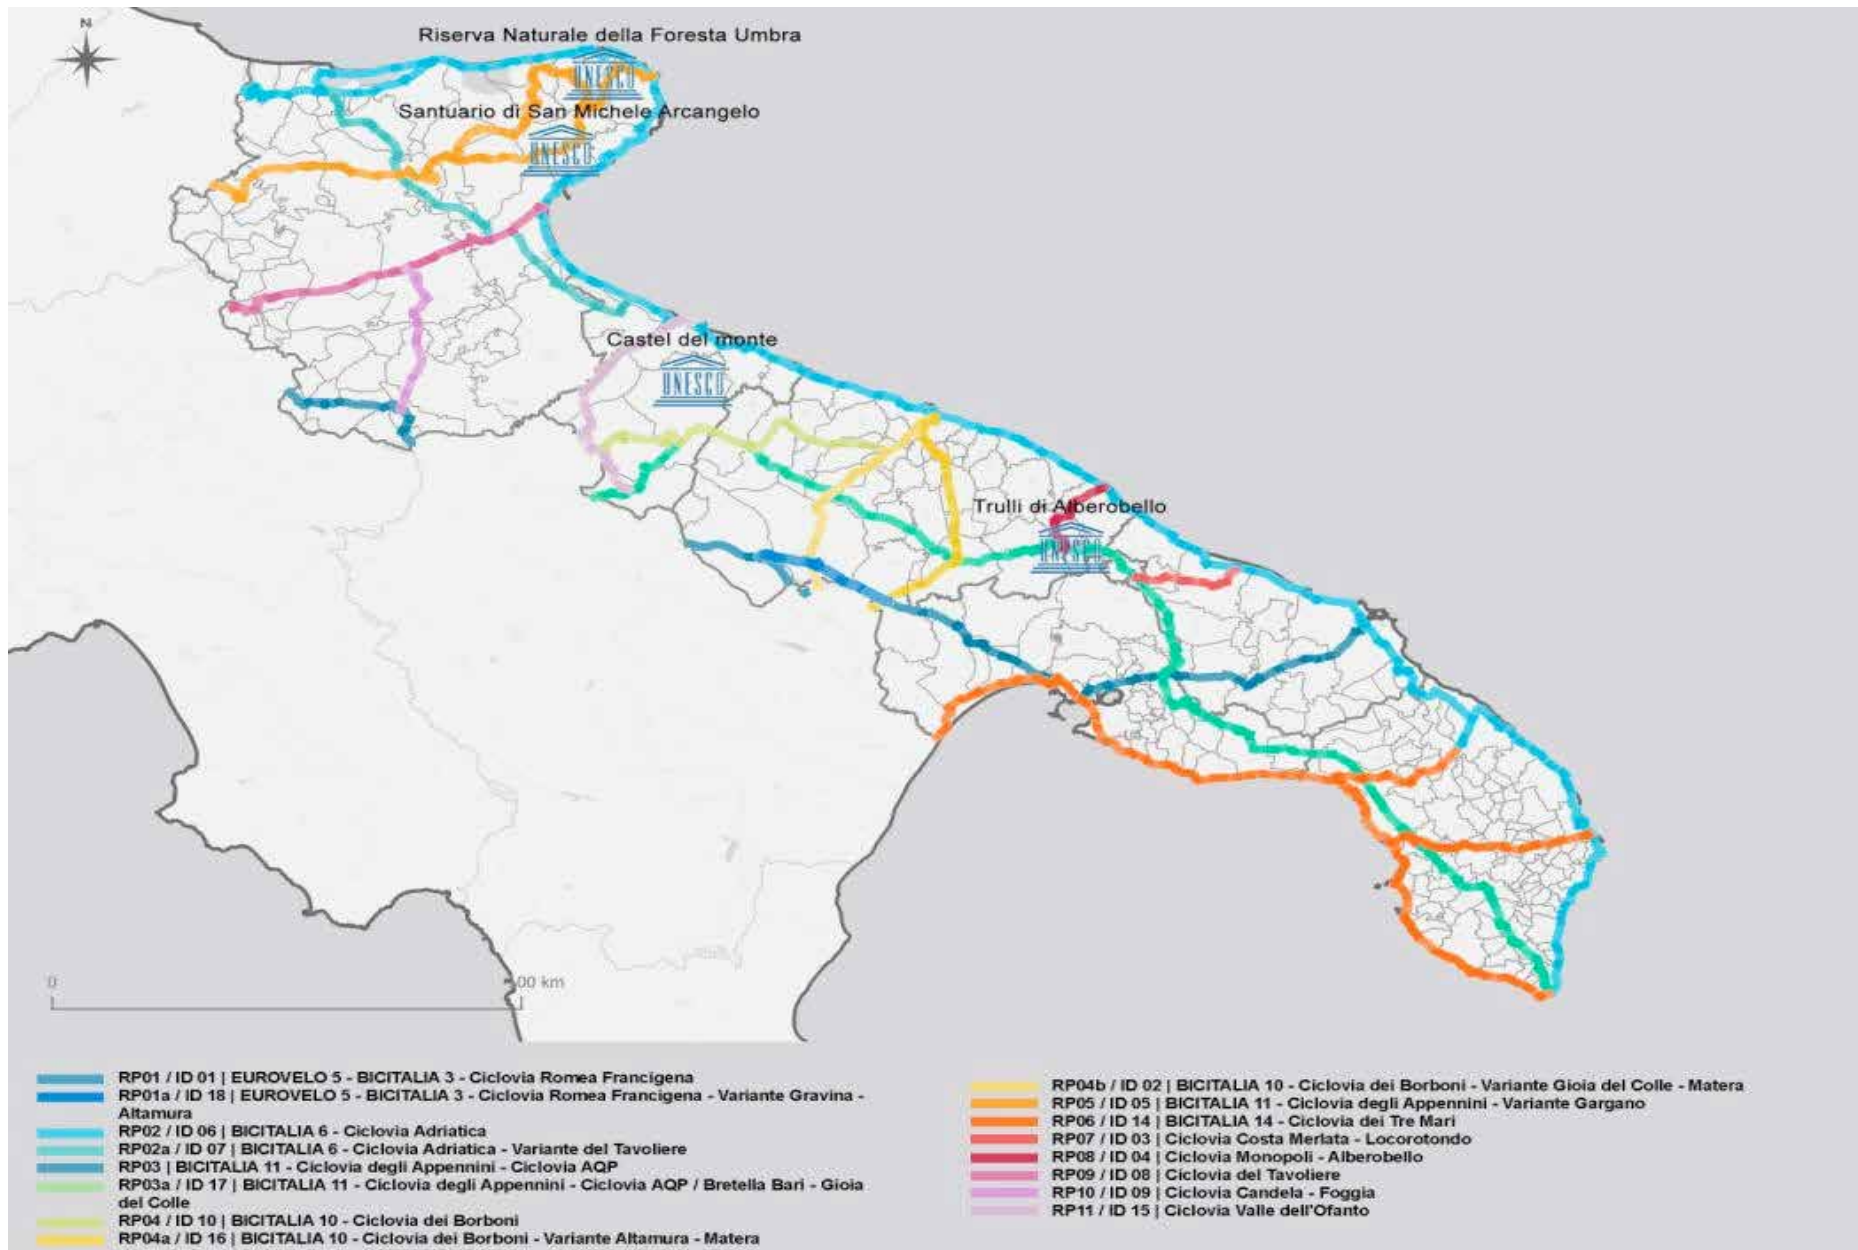 N
Riserva Naturale della Foresta Umbra
UNESCO
Santuario di San Michele Arcangelo
UNESCO
Castel del monte
UNESCO
Trulli di Alberobello
UNESCO
0 00 km
RP01 / ID 01 | EUROVELO 5 - BICITALIA 3 - Ciclovia Romea Francigena
RP01a / ID 18 | EUROVELO 5 - BICITALIA 3 - Ciclovia Romea Francigena - Variante Gravina -
Altamura
RP02 / ID 06 | BICITALIA 6 - Ciclovia Adriatica
RP02a / ID 07 | BICITALIA 6 - Ciclovia Adriatica - Variante del Tavoliere
RP03 | BICITALIA 11 - Ciclovia degli Appennini - Ciclovia AQP
RP03a / ID 17 | BICITALIA 11 - Ciclovia degli Appennini - Ciclovia AQP / Bretella Bari - Gioia
del Colle
RP04 / ID 10 | BICITALIA 10 - Ciclovia dei Borboni
RP04a / ID 16 | BICITALIA 10 - Ciclovia dei Borboni - Variante Altamura - Matera
RP04b / ID 02 | BICITALIA 10 - Ciclovia dei Borboni - Variante Gioia del Colle - Matera
RP05 / ID 05 | BICITALIA 11 - Ciclovia degli Appennini - Variante Gargano
RP06 / ID 14 | BICITALIA 14 - Ciclovia dei Tre Mari
RP07 / ID 03 | Ciclovia Costa Merlata - Locorotondo
RP08 / ID 04 | Ciclovia Monopoli - Alberobello
RP09 / ID 08 | Ciclovia del Tavoliere
RP10 / ID 09 | Ciclovia Candela - Foggia
RP11 / ID 15 | Ciclovia Valle dell'Ofanto